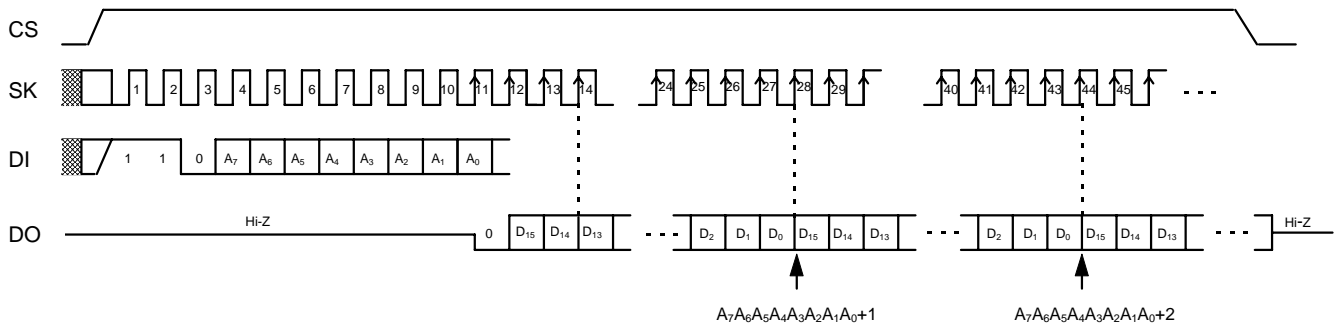 CS
SK 1 2 3 4 5 6 7 8 9 10 11 12 13 14 24 25 26 27 28 29 40 41 42 43 44 45
DI 1 1 0 A₇ A₆ A₅ A₄ A₃ A₂ A₁ A₀
DO Hi-Z 0 D₁₅ D₁₄ D₁₃ D₂ D₁ D₀ D₁₅ D₁₄ D₁₃ D₂ D₁ D₀ D₁₅ D₁₄ D₁₃ Hi-Z
A₇A₆A₅A₄A₃A₂A₁A₀+1 A₇A₆A₅A₄A₃A₂A₁A₀+2